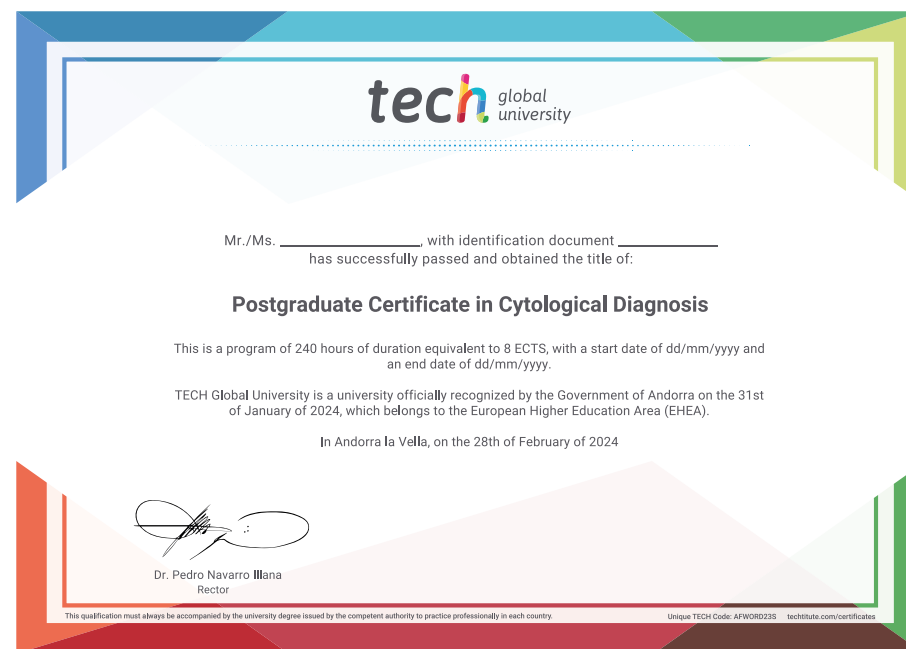 tech global university
Mr./Ms. ____________________, with identification document ______________
has successfully passed and obtained the title of:
Postgraduate Certificate in Cytological Diagnosis
This is a program of 240 hours of duration equivalent to 8 ECTS, with a start date of dd/mm/yyyy and
an end date of dd/mm/yyyy.
TECH Global University is a university officially recognized by the Government of Andorra on the 31st
of January of 2024, which belongs to the European Higher Education Area (EHEA).
In Andorra la Vella, on the 28th of February of 2024
Dr. Pedro Navarro Illana
Rector
This qualification must always be accompanied by the university degree issued by the competent authority to practice professionally in each country.
Unique TECH Code: AFWORD23S techtitute.com/certificates